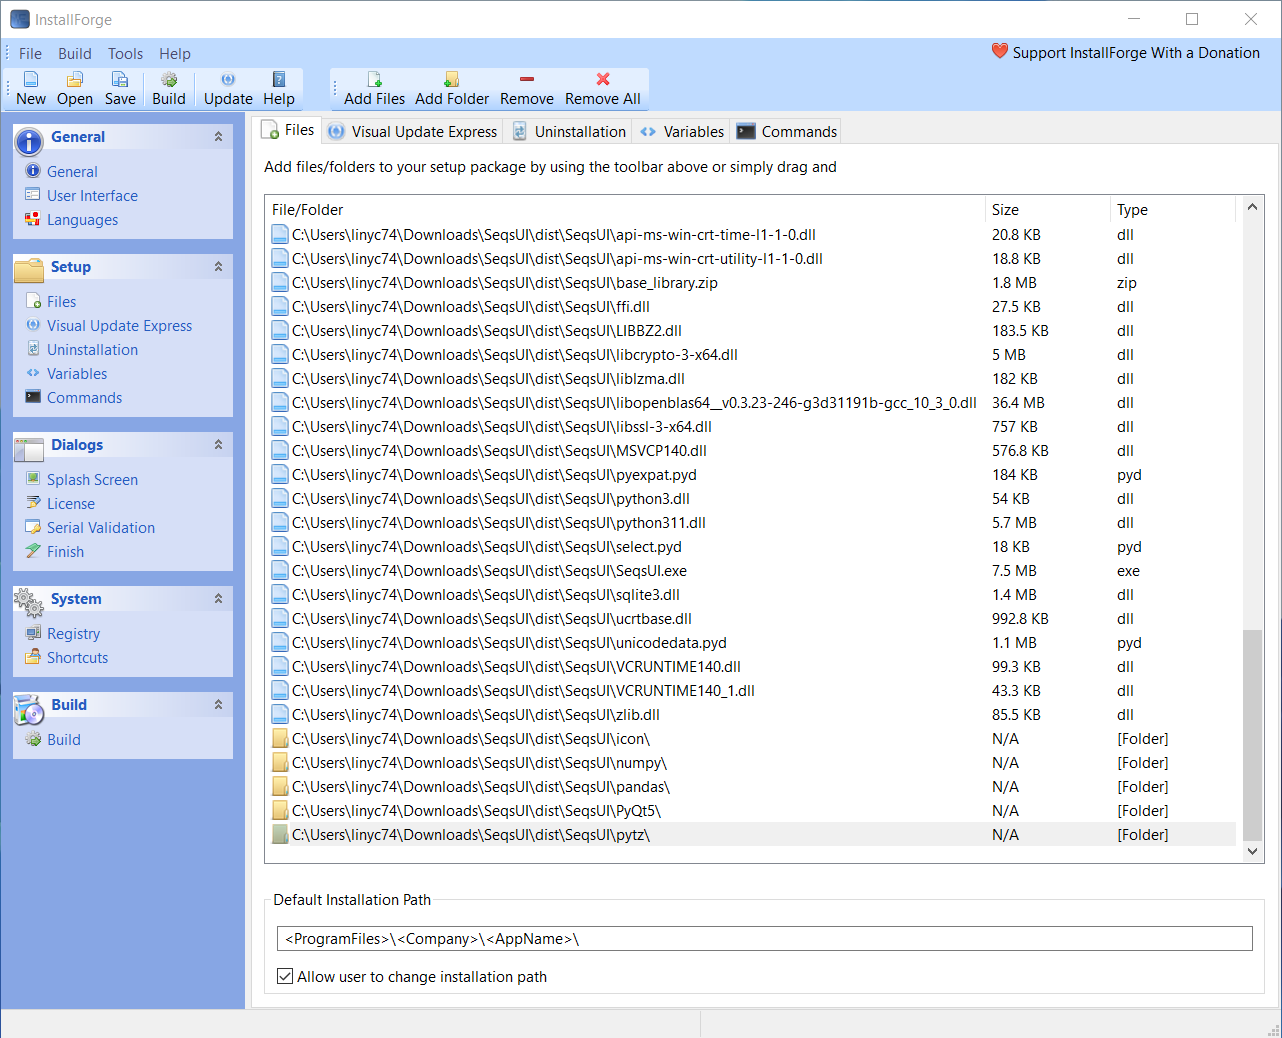 InstallForge
File Build Tools Help
Support InstallForge With a Donation
New Open Save Build Update Help Add Files Add Folder Remove Remove All
General
General
User Interface
Languages
Setup
Files
Visual Update Express
Uninstallation
Variables
Commands
Dialogs
Splash Screen
License
Serial Validation
Finish
System
Registry
Shortcuts
Build
Build
Files Visual Update Express Uninstallation Variables Commands
Add files/folders to your setup package by using the toolbar above or simply drag and
File/Folder Size Type
C:\Users\linyc74\Downloads\SeqsUI\dist\SeqsUI\api-ms-win-crt-time-l1-1-0.dll 20.8 KB dll
C:\Users\linyc74\Downloads\SeqsUI\dist\SeqsUI\api-ms-win-crt-utility-l1-1-0.dll 18.8 KB dll
C:\Users\linyc74\Downloads\SeqsUI\dist\SeqsUI\base_library.zip 1.8 MB zip
C:\Users\linyc74\Downloads\SeqsUI\dist\SeqsUI\ffi.dll 27.5 KB dll
C:\Users\linyc74\Downloads\SeqsUI\dist\SeqsUI\LIBBZ2.dll 183.5 KB dll
C:\Users\linyc74\Downloads\SeqsUI\dist\SeqsUI\libcrypto-3-x64.dll 5 MB dll
C:\Users\linyc74\Downloads\SeqsUI\dist\SeqsUI\liblzma.dll 182 KB dll
C:\Users\linyc74\Downloads\SeqsUI\dist\SeqsUI\libopenblas64__v0.3.23-246-g3d31191b-gcc_10_3_0.dll 36.4 MB dll
C:\Users\linyc74\Downloads\SeqsUI\dist\SeqsUI\libssl-3-x64.dll 757 KB dll
C:\Users\linyc74\Downloads\SeqsUI\dist\SeqsUI\MSVCP140.dll 576.8 KB dll
C:\Users\linyc74\Downloads\SeqsUI\dist\SeqsUI\pyexpat.pyd 184 KB pyd
C:\Users\linyc74\Downloads\SeqsUI\dist\SeqsUI\python3.dll 54 KB dll
C:\Users\linyc74\Downloads\SeqsUI\dist\SeqsUI\python311.dll 5.7 MB dll
C:\Users\linyc74\Downloads\SeqsUI\dist\SeqsUI\select.pyd 18 KB pyd
C:\Users\linyc74\Downloads\SeqsUI\dist\SeqsUI\SeqsUI.exe 7.5 MB exe
C:\Users\linyc74\Downloads\SeqsUI\dist\SeqsUI\sqlite3.dll 1.4 MB dll
C:\Users\linyc74\Downloads\SeqsUI\dist\SeqsUI\ucrtbase.dll 992.8 KB dll
C:\Users\linyc74\Downloads\SeqsUI\dist\SeqsUI\unicodedata.pyd 1.1 MB pyd
C:\Users\linyc74\Downloads\SeqsUI\dist\SeqsUI\VCRUNTIME140.dll 99.3 KB dll
C:\Users\linyc74\Downloads\SeqsUI\dist\SeqsUI\VCRUNTIME140_1.dll 43.3 KB dll
C:\Users\linyc74\Downloads\SeqsUI\dist\SeqsUI\zlib.dll 85.5 KB dll
C:\Users\linyc74\Downloads\SeqsUI\dist\SeqsUI\icon\ N/A [Folder]
C:\Users\linyc74\Downloads\SeqsUI\dist\SeqsUI\numpy\ N/A [Folder]
C:\Users\linyc74\Downloads\SeqsUI\dist\SeqsUI\pandas\ N/A [Folder]
C:\Users\linyc74\Downloads\SeqsUI\dist\SeqsUI\PyQt5\ N/A [Folder]
C:\Users\linyc74\Downloads\SeqsUI\dist\SeqsUI\pytz\ N/A [Folder]
Default Installation Path
<ProgramFiles>\<Company>\<AppName>\
Allow user to change installation path